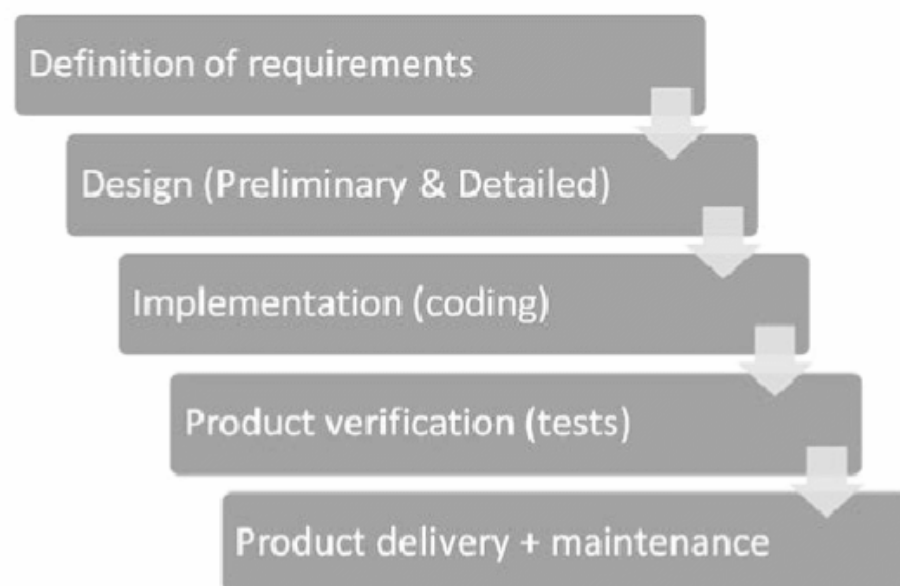 Definition of requirements
Design (Preliminary & Detailed)
Implementation (coding)
Product verification (tests)
Product delivery + maintenance